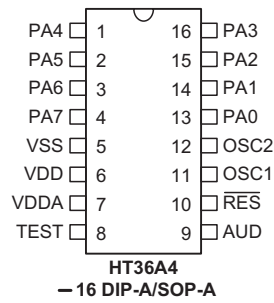 PA4 1 16 PA3
PA5 2 15 PA2
PA6 3 14 PA1
PA7 4 13 PA0
VSS 5 12 OSC2
VDD 6 11 OSC1
VDDA 7 10 R̅E̅S̅
TEST 8 9 AUD
HT36A4
– 16 DIP-A/SOP-A